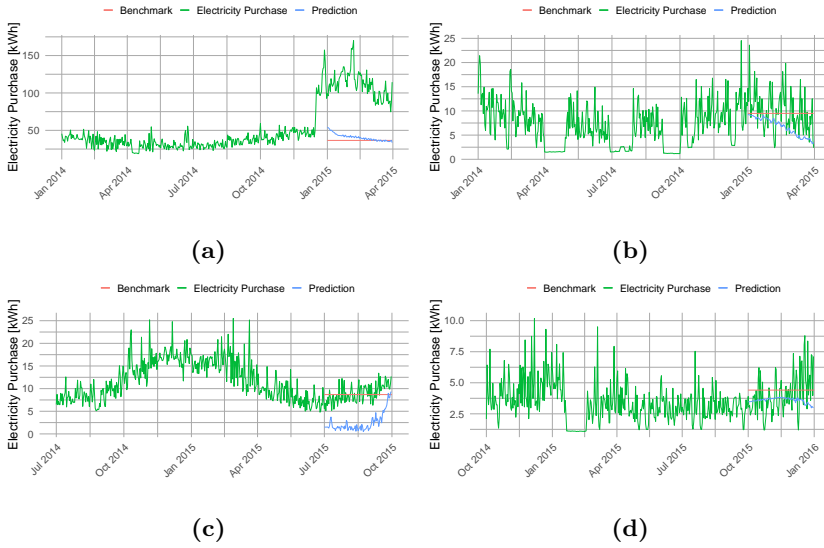 Benchmark Electricity Purchase Prediction
Electricity Purchase [kWh]
150
100
50
Jan 2014
Apr 2014
Jul 2014
Oct 2014
Jan 2015
Apr 2015
(a)
Benchmark Electricity Purchase Prediction
Electricity Purchase [kWh]
25
20
15
10
5
0
Jan 2014
Apr 2014
Jul 2014
Oct 2014
Jan 2015
Apr 2015
(b)
Benchmark Electricity Purchase Prediction
Electricity Purchase [kWh]
25
20
15
10
5
0
Jul 2014
Oct 2014
Jan 2015
Apr 2015
Jul 2015
Oct 2015
(c)
Benchmark Electricity Purchase Prediction
Electricity Purchase [kWh]
10.0
7.5
5.0
2.5
Oct 2014
Jan 2015
Apr 2015
Jul 2015
Oct 2015
Jan 2016
(d)